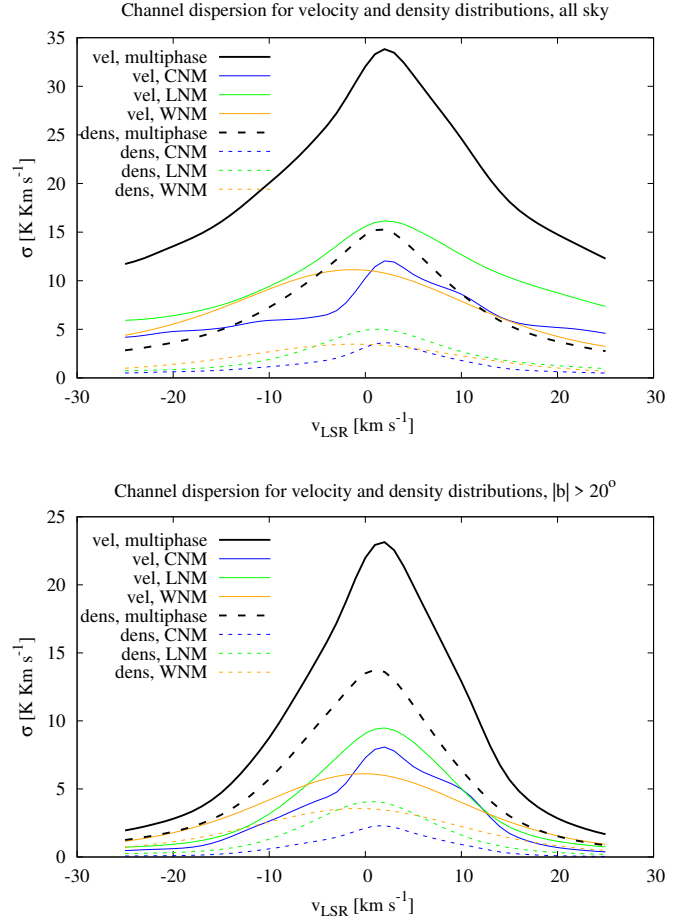 Channel dispersion for velocity and density distributions, all sky
35
30
25
20
15
10
5
0
σ [K Km s⁻¹]
vel, multiphase
vel, CNM
vel, LNM
vel, WNM
dens, multiphase
dens, CNM
dens, LNM
dens, WNM
-30 -20 -10 0 10 20 30
v_LSR [km s⁻¹]
Channel dispersion for velocity and density distributions, |b| > 20°
25
20
15
10
5
0
σ [K Km s⁻¹]
vel, multiphase
vel, CNM
vel, LNM
vel, WNM
dens, multiphase
dens, CNM
dens, LNM
dens, WNM
-30 -20 -10 0 10 20 30
v_LSR [km s⁻¹]